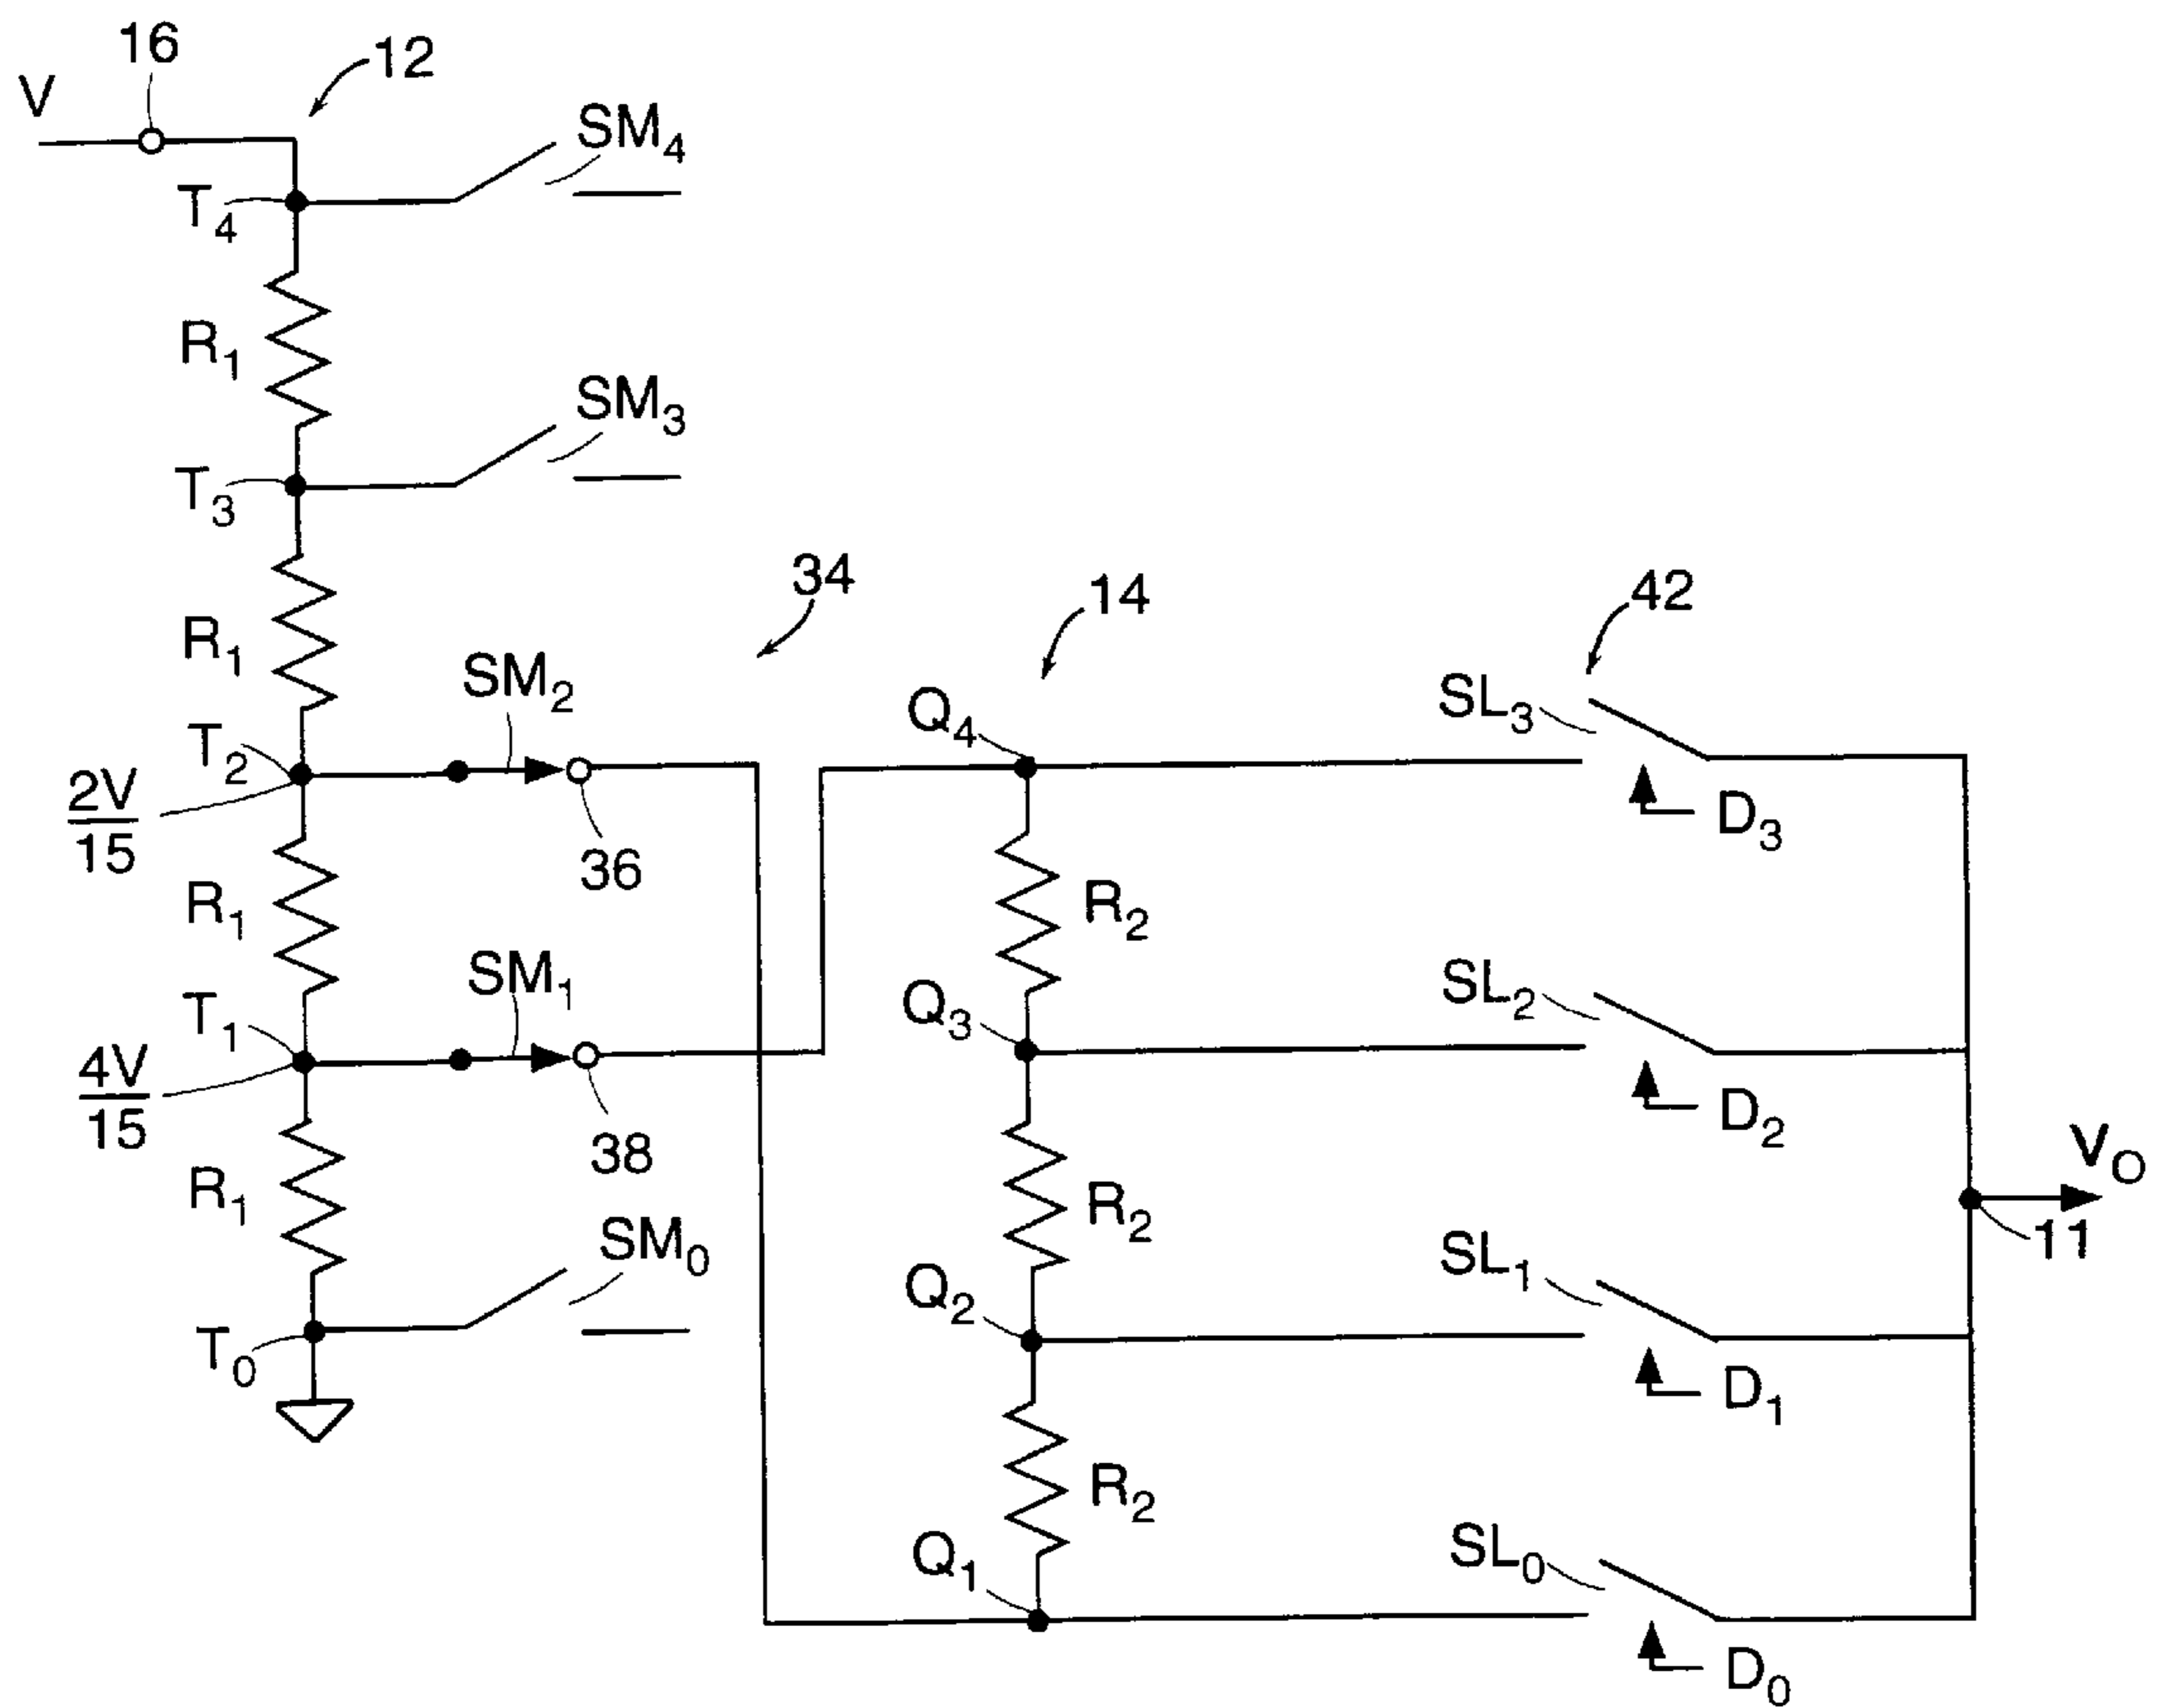 16
12
V
SM4
T4
R1
SM3
T3
34
14
42
R1
SM2
Q4
SL3
T2
2V
15
D3
36
R1
R2
SM1
Q3
SL2
T1
4V
15
D2
38
VO
R1
R2
SM0
11
Q2
SL1
T0
D1
R2
Q1
SL0
D0